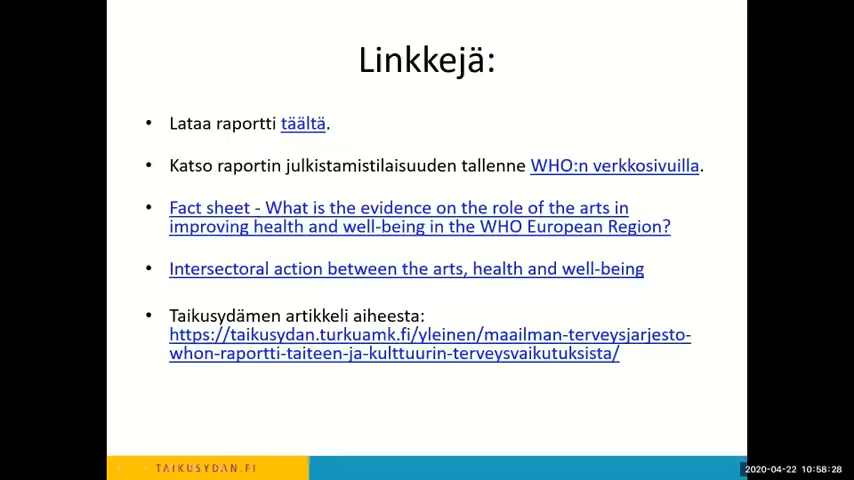 Linkkejä:
• Lataa raportti täältä.
• Katso raportin julkistamistilaisuuden tallenne WHO:n verkkosivuilla.
• Fact sheet - What is the evidence on the role of the arts in
improving health and well-being in the WHO European Region?
• Intersectoral action between the arts, health and well-being
• Taikusydämen artikkeli aiheesta:
https://taikusydan.turkuamk.fi/yleinen/maailman-terveysjarjesto-
whon-raportti-taiteen-ja-kulttuurin-terveysvaikutuksista/
TAIKUSYDAN.FI
2020-04-22 10:58:28